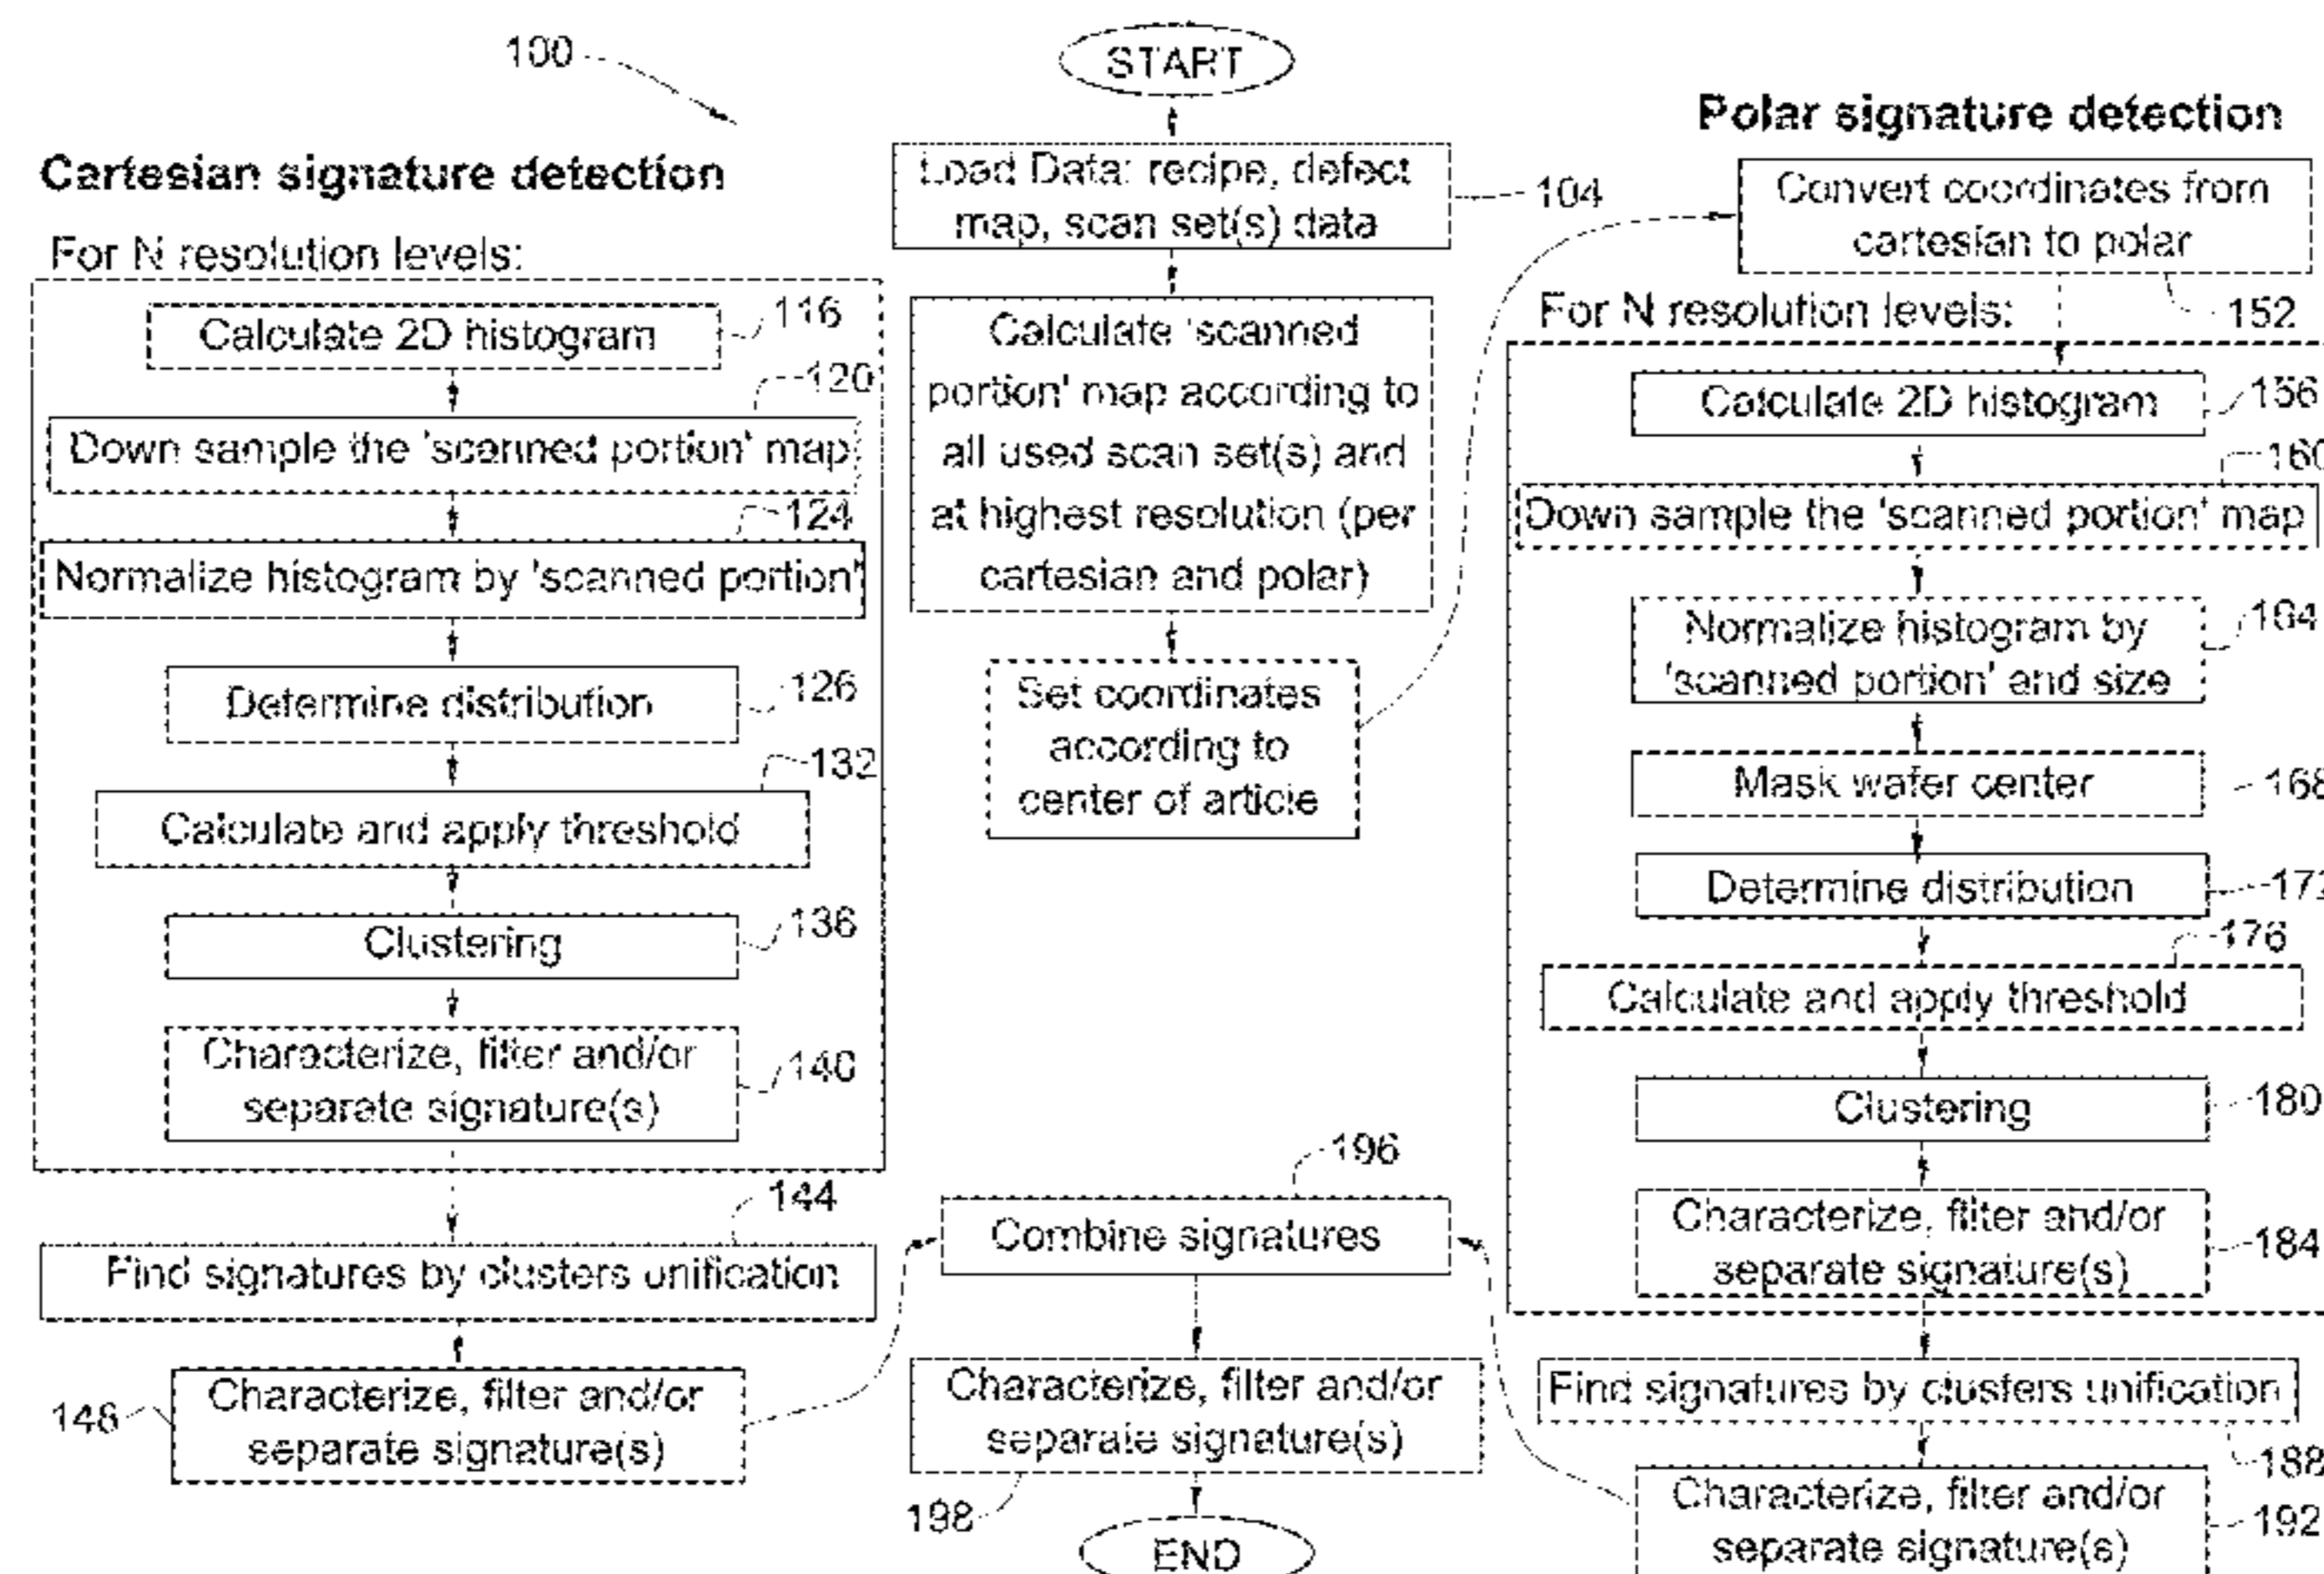 100
START
Cartesian signature detection
For N resolution levels:
Calculate 2D histogram
116
120
Down sample the 'scanned portion' map
124
Normalize histogram by 'scanned portion'
Determine distribution
126
132
Calculate and apply threshold
Clustering
136
Characterize, filter and/or
separate signature(s)
140
144
Find signatures by clusters unification
Characterize, filter and/or
separate signature(s)
148
Load Data: recipe, defect
map, scan set(s) data
104
Calculate 'scanned
portion' map according to
all used scan set(s) and
at highest resolution (per
cartesian and polar)
Set coordinates
according to
center of article
196
Combine signatures
Characterize, filter and/or
separate signature(s)
198
END
Polar signature detection
Convert coordinates from
cartesian to polar
152
For N resolution levels:
Calculate 2D histogram
156
160
Down sample the 'scanned portion' map
Normalize histogram by
'scanned portion' and size
164
Mask wafer center
168
Determine distribution
172
176
Calculate and apply threshold
Clustering
180
Characterize, filter and/or
separate signature(s)
184
Find signatures by clusters unification
188
Characterize, filter and/or
separate signature(s)
192